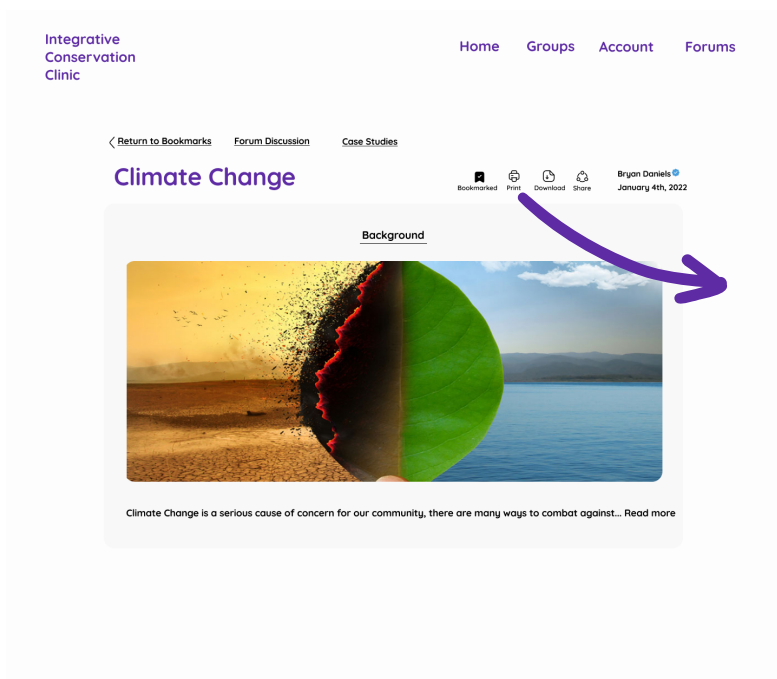 Integrative
Conservation
Clinic
Home Groups Account Forums
Return to Bookmarks Forum Discussion Case Studies
Climate Change
Bookmarked Print Download Share
Bryan Daniels
January 4th, 2022
Background
Climate Change is a serious cause of concern for our community, there are many ways to combat against... Read more